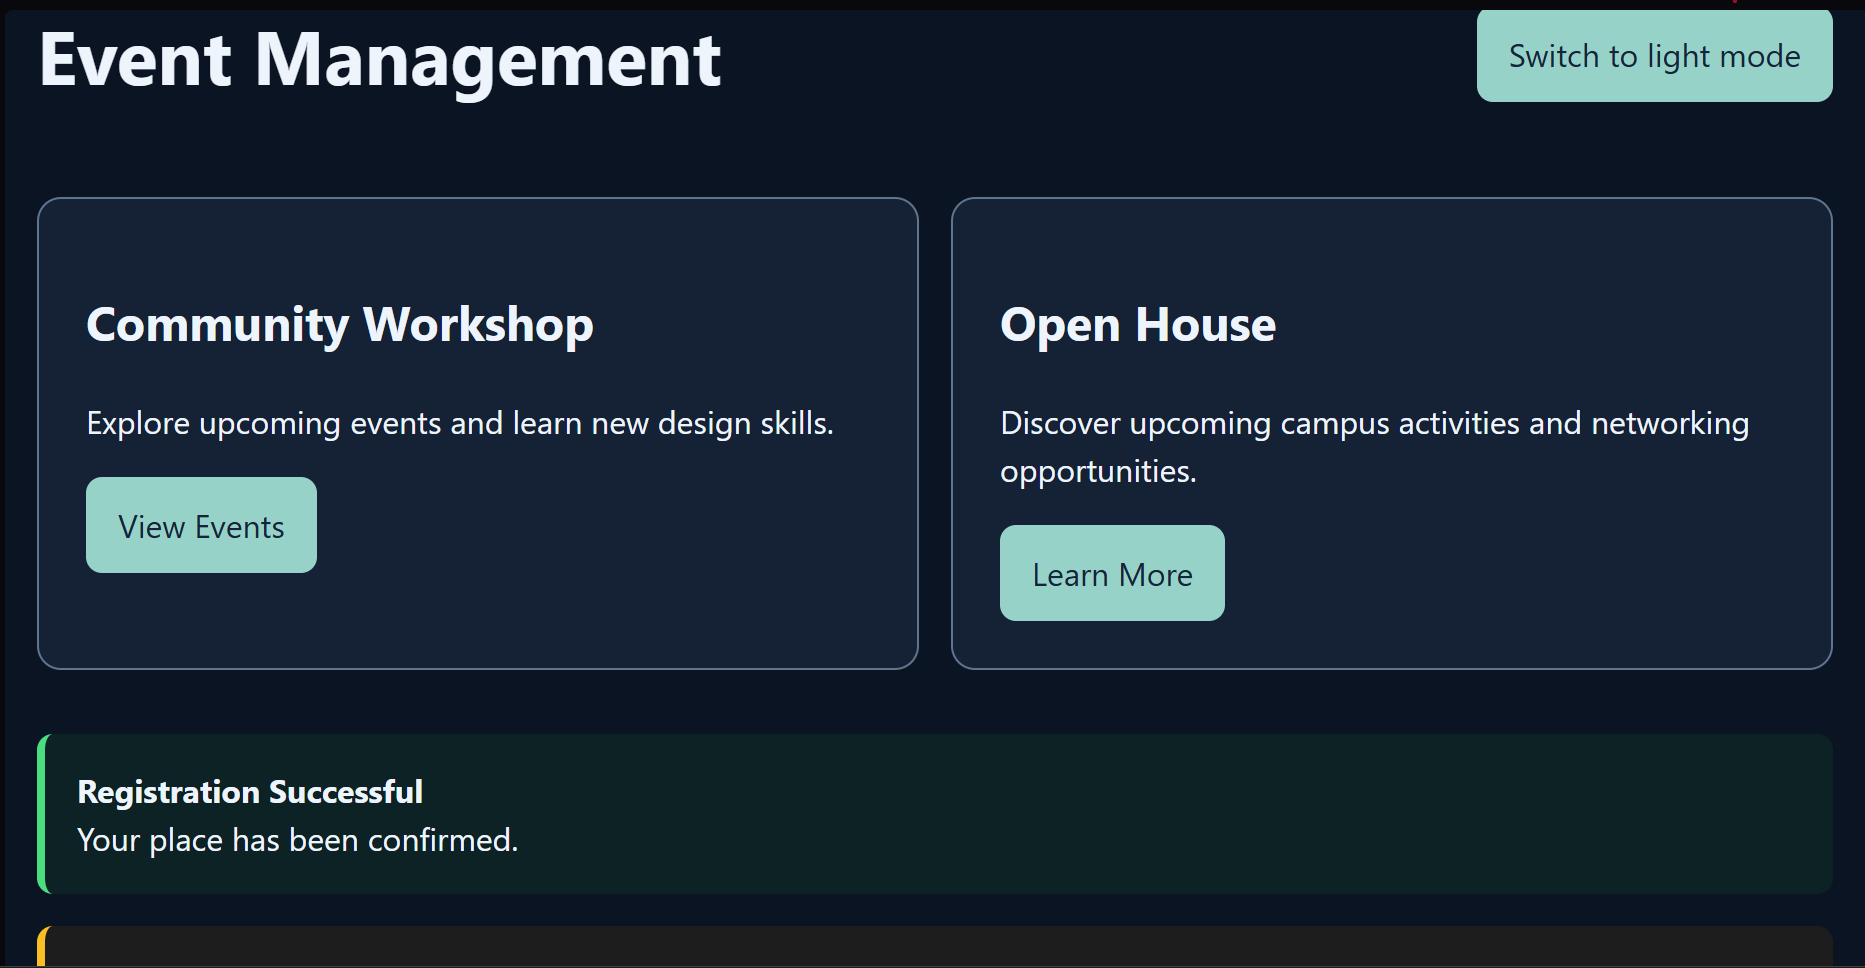 Event Management
Switch to light mode
Community Workshop
Explore upcoming events and learn new design skills.
View Events
Open House
Discover upcoming campus activities and networking
opportunities.
Learn More
Registration Successful
Your place has been confirmed.